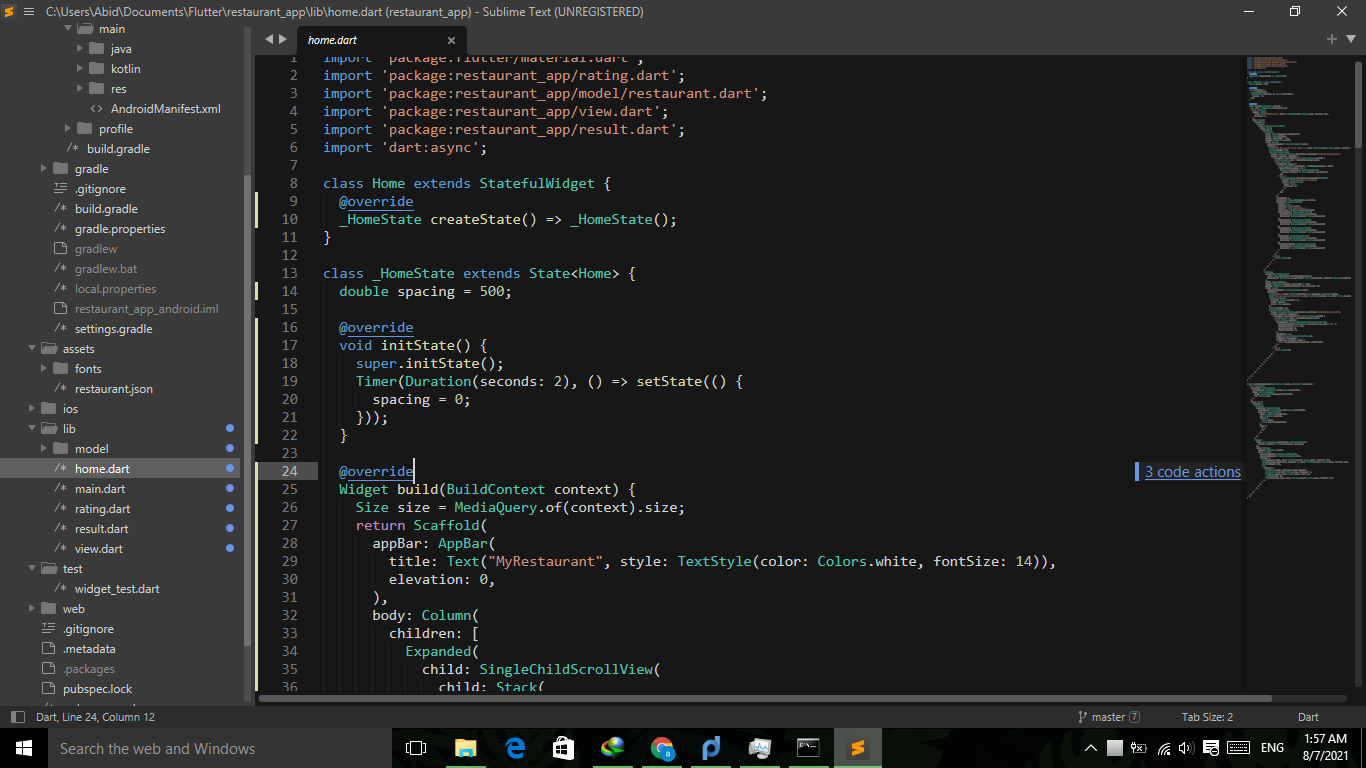 C:\Users\Abid\Documents\Flutter\restaurant_app\lib\home.dart (restaurant_app) - Sublime Text (UNREGISTERED)
main
java
kotlin
res
<> AndroidManifest.xml
profile
/* build.gradle
gradle
.gitignore
/* build.gradle
/* gradle.properties
gradlew
/* gradlew.bat
/* local.properties
restaurant_app_android.iml
/* settings.gradle
assets
fonts
/* restaurant.json
ios
lib
model
/* home.dart
/* main.dart
/* rating.dart
/* result.dart
/* view.dart
test
/* widget_test.dart
web
.gitignore
.metadata
.packages
pubspec.lock
home.dart ×
1 import 'package:flutter/material.dart';
2 import 'package:restaurant_app/rating.dart';
3 import 'package:restaurant_app/model/restaurant.dart';
4 import 'package:restaurant_app/view.dart';
5 import 'package:restaurant_app/result.dart';
6 import 'dart:async';
7
8 class Home extends StatefulWidget {
9 @override
10 _HomeState createState() => _HomeState();
11 }
12
13 class _HomeState extends State<Home> {
14 double spacing = 500;
15
16 @override
17 void initState() {
18 super.initState();
19 Timer(Duration(seconds: 2), () => setState(() {
20 spacing = 0;
21 }));
22 }
23
24 @override 3 code actions
25 Widget build(BuildContext context) {
26 Size size = MediaQuery.of(context).size;
27 return Scaffold(
28 appBar: AppBar(
29 title: Text("MyRestaurant", style: TextStyle(color: Colors.white, fontSize: 14)),
30 elevation: 0,
31 ),
32 body: Column(
33 children: [
34 Expanded(
35 child: SingleChildScrollView(
36 child: Stack(
Dart, Line 24, Column 12
master 7
Tab Size: 2
Dart
Search the web and Windows
ENG
1:57 AM
8/7/2021